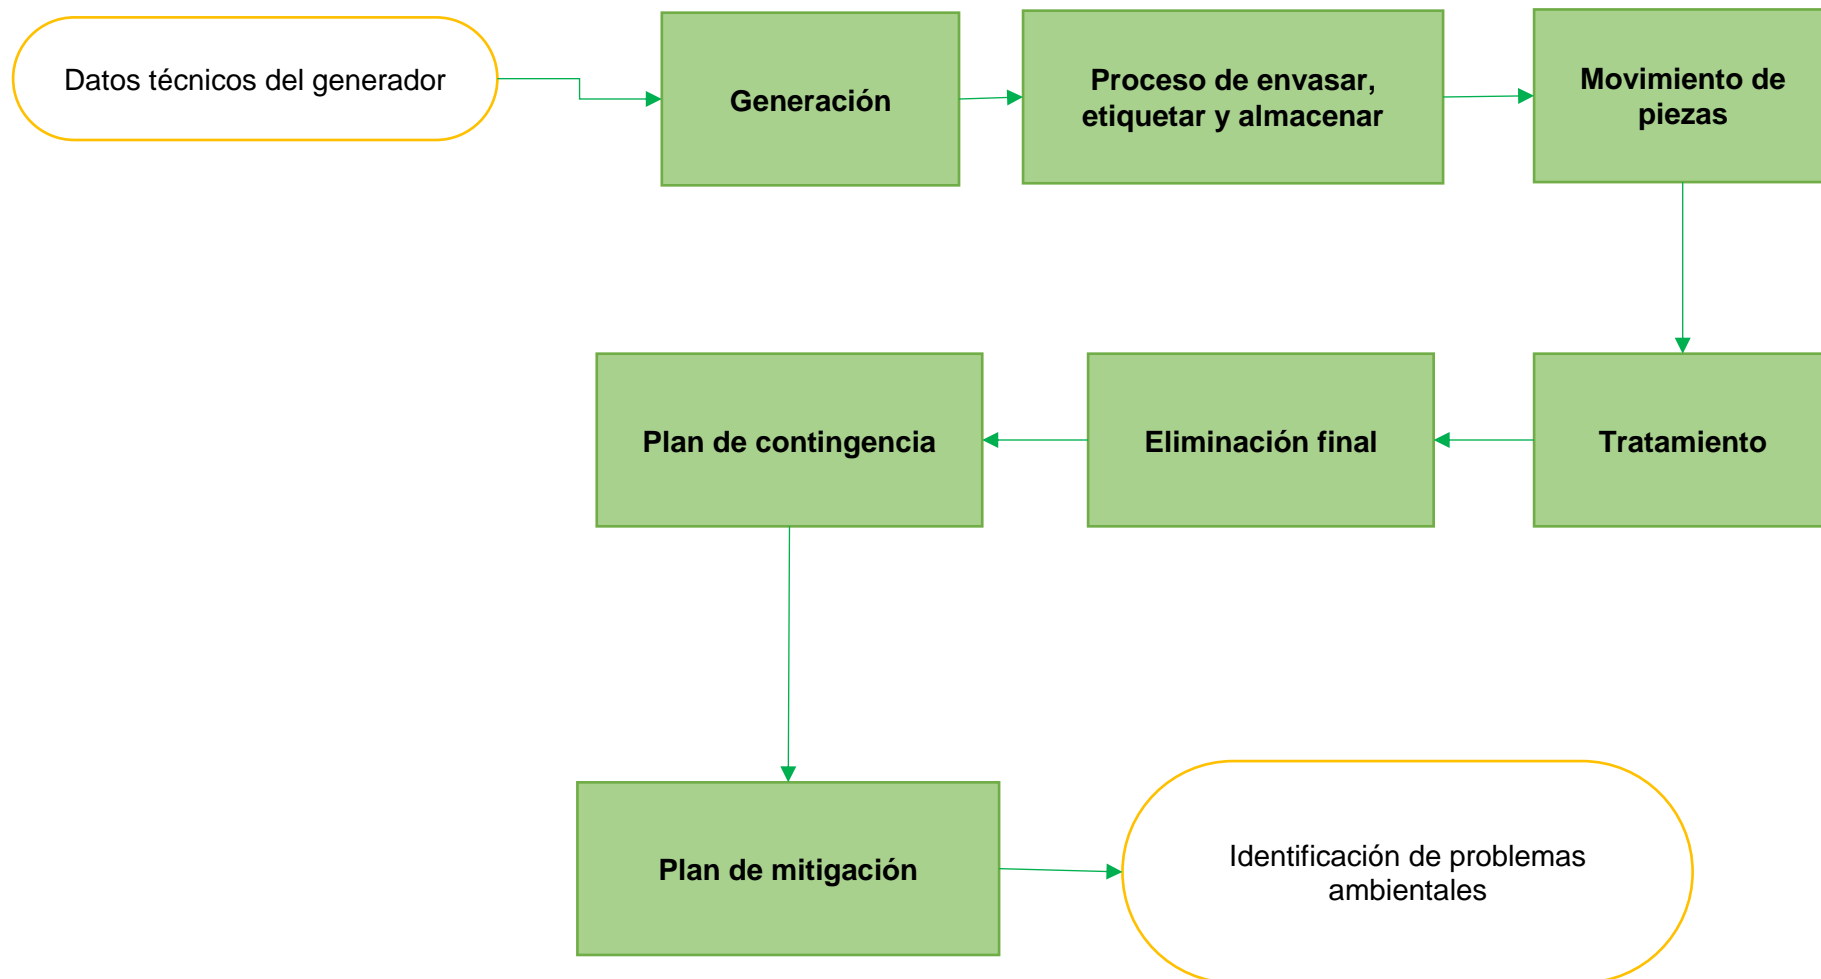 Datos técnicos del generador
Generación
Proceso de envasar,
etiquetar y almacenar
Movimiento de
piezas
Plan de contingencia
Eliminación final
Tratamiento
Plan de mitigación
Identificación de problemas
ambientales